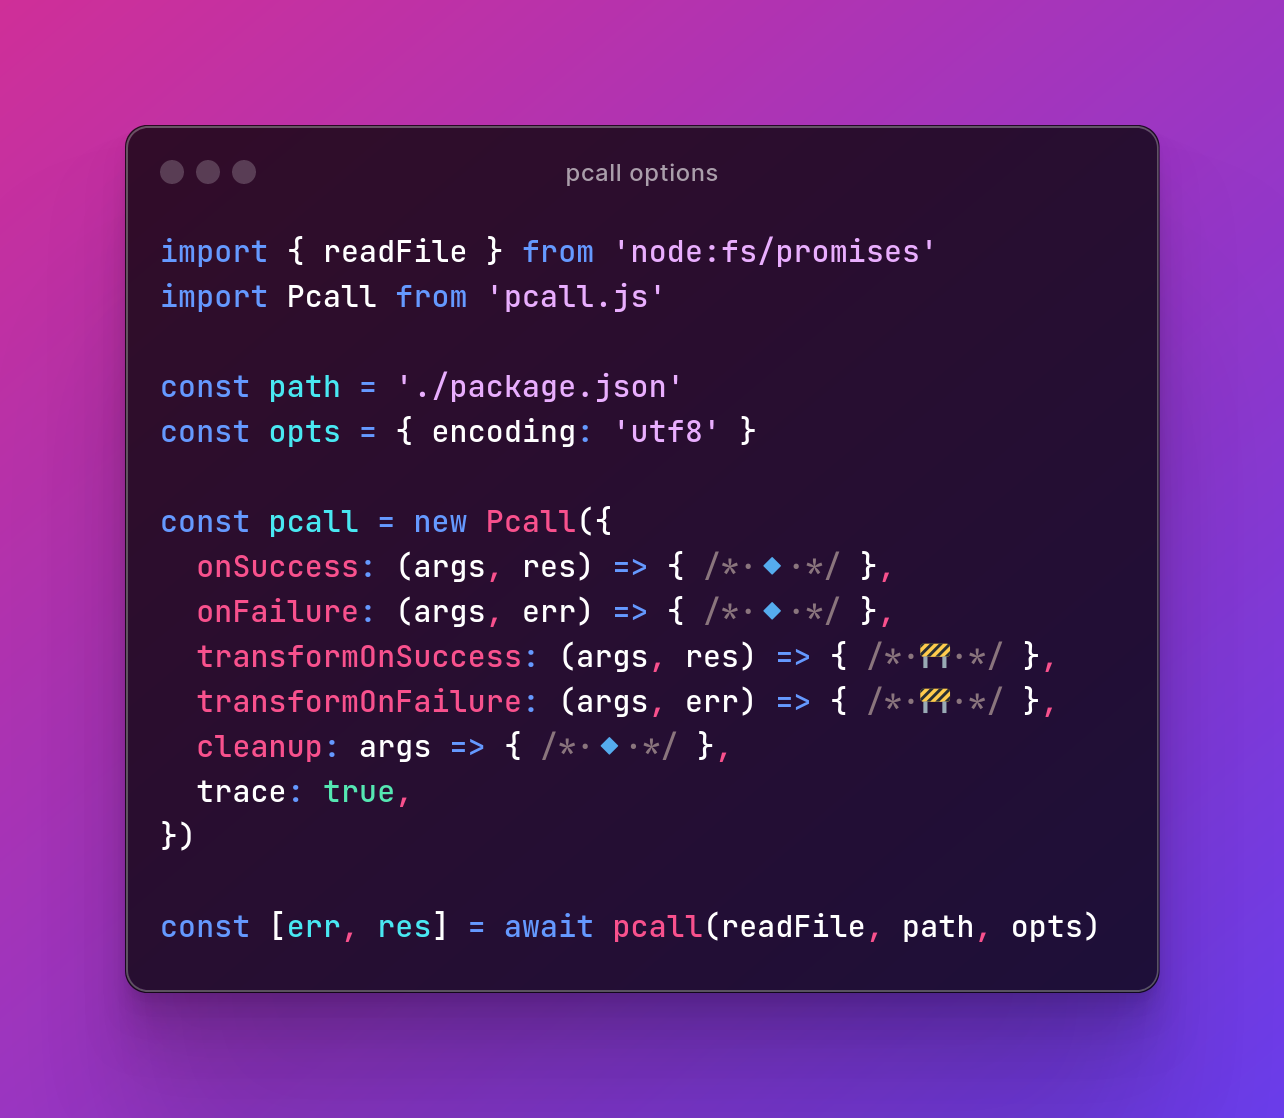 pcall options
import { readFile } from 'node:fs/promises'
import Pcall from 'pcall.js'
const path = './package.json'
const opts = { encoding: 'utf8' }
const pcall = new Pcall({
  onSuccess: (args, res) => { /*·🔹·*/ },
  onFailure: (args, err) => { /*·🔹·*/ },
  transformOnSuccess: (args, res) => { /*·🚧·*/ },
  transformOnFailure: (args, err) => { /*·🚧·*/ },
  cleanup: args => { /*·🔹·*/ },
  trace: true,
})
const [err, res] = await pcall(readFile, path, opts)